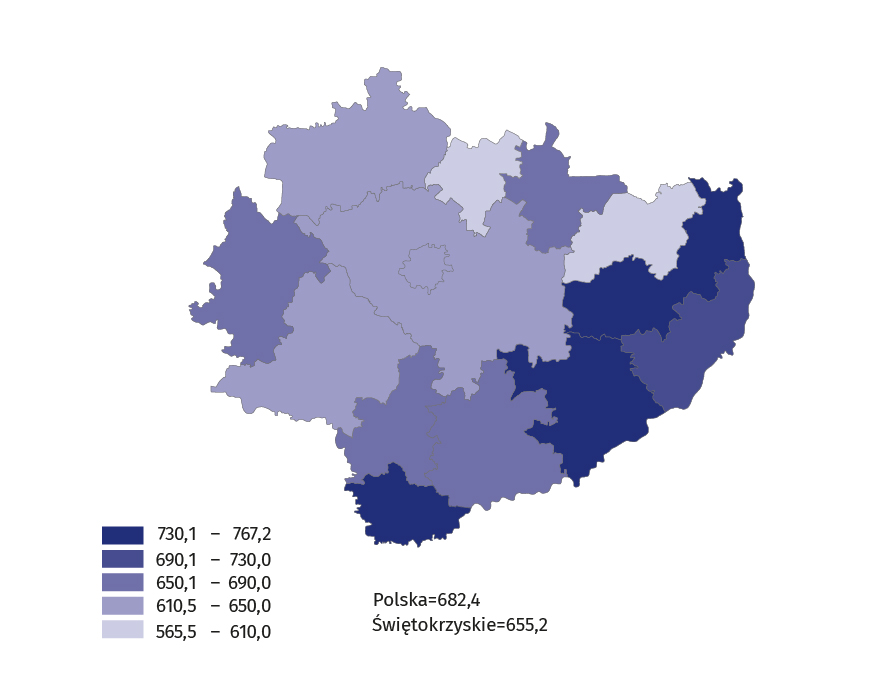 730,1 – 767,2
690,1 – 730,0
650,1 – 690,0
610,5 – 650,0
565,5 – 610,0
Polska=682,4
Świętokrzyskie=655,2